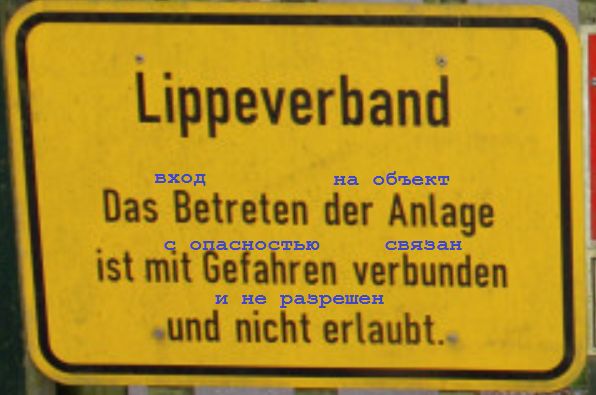 Lippeverband
вход на объект
Das Betreten der Anlage
с опасностью связан
ist mit Gefahren verbunden
и не разрешен
und nicht erlaubt.